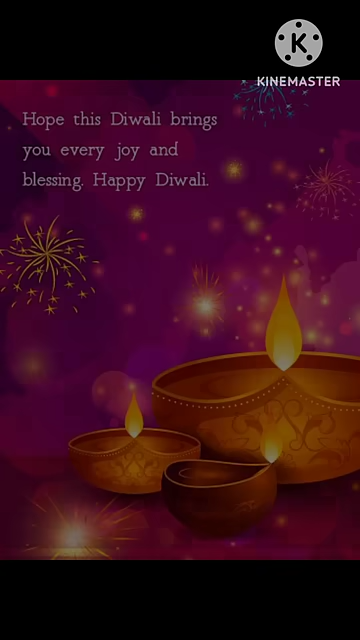 K
KINEMASTER
Hope this Diwali brings
you every joy and
blessing. Happy Diwali.